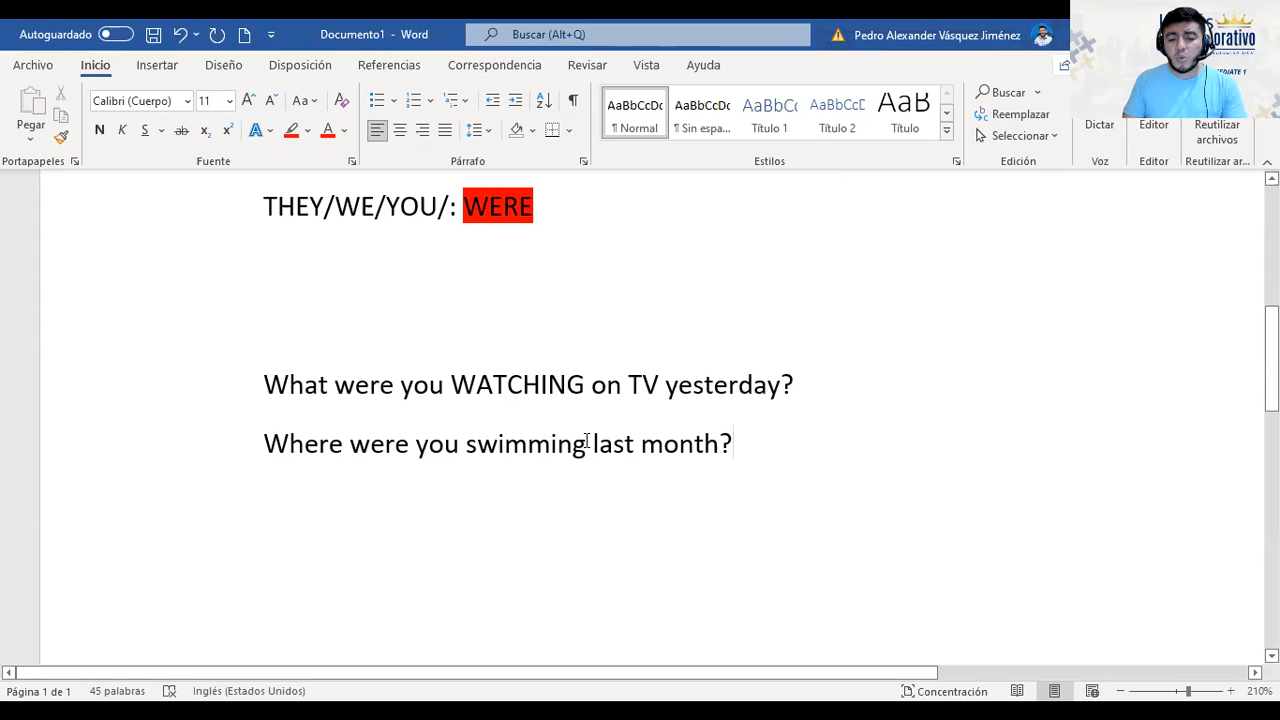 Autoguardado
Documento1 - Word
Buscar (Alt+Q)
Pedro Alexander Vásquez Jiménez
orativo
MEDIATE 1
Archivo Inicio Insertar Diseño Disposición Referencias Correspondencia Revisar Vista Ayuda
Pegar
Calibri (Cuerpo) 11
AaBbCcDc AaBbCcDc AaBbCc AaBbCcD AaB
¶ Normal ¶ Sin espa... Título 1 Título 2 Título
Buscar
Reemplazar
Seleccionar
Dictar
Editor
Reutilizar archivos
Portapapeles Fuente Párrafo Estilos Edición Voz Editor Reutilizar ar...
THEY/WE/YOU/: WERE
What were you WATCHING on TV yesterday?
Where were you swimming last month?
Página 1 de 1 45 palabras Inglés (Estados Unidos) Concentración 210%